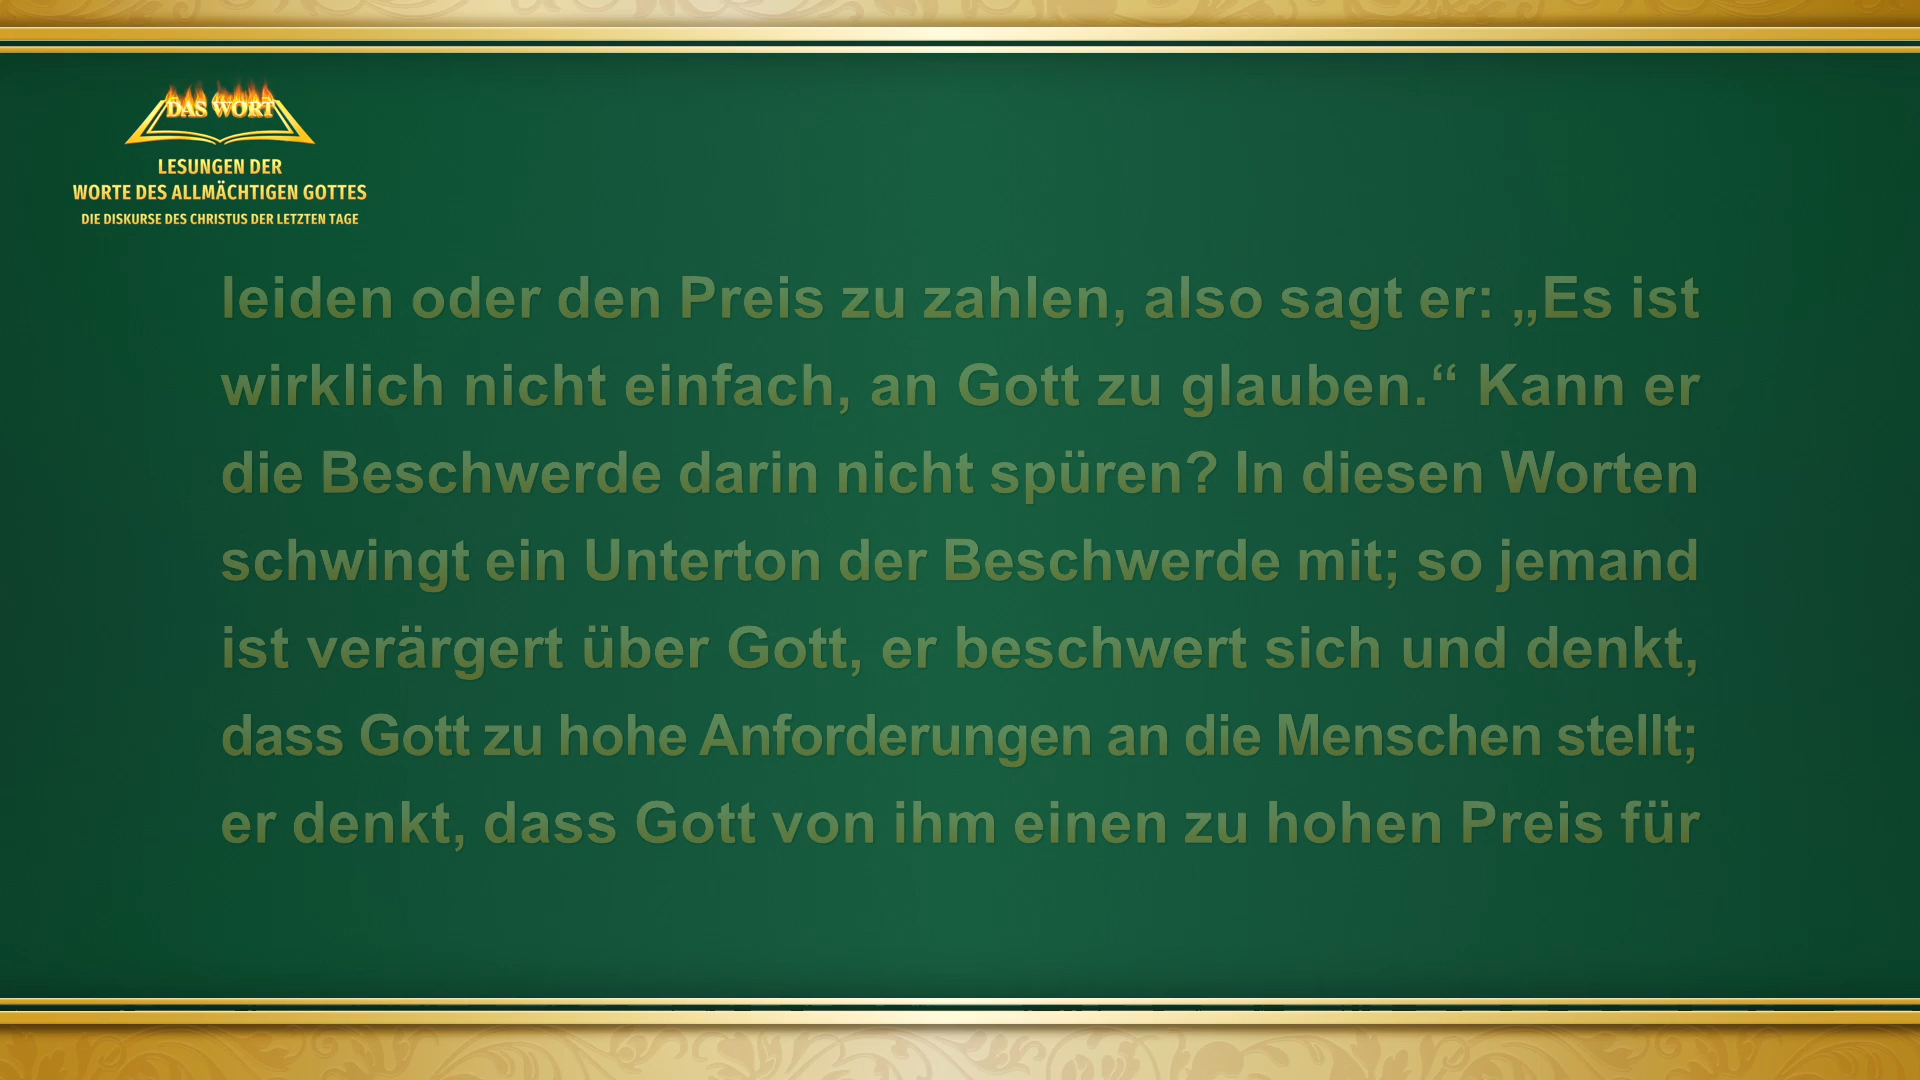 DAS WORT
LESUNGEN DER
WORTE DES ALLMÄCHTIGEN GOTTES
DIE DISKURSE DES CHRISTUS DER LETZTEN TAGE
leiden oder den Preis zu zahlen, also sagt er: „Es ist
wirklich nicht einfach, an Gott zu glauben.“ Kann er
die Beschwerde darin nicht spüren? In diesen Worten
schwingt ein Unterton der Beschwerde mit; so jemand
ist verärgert über Gott, er beschwert sich und denkt,
dass Gott zu hohe Anforderungen an die Menschen stellt;
er denkt, dass Gott von ihm einen zu hohen Preis für